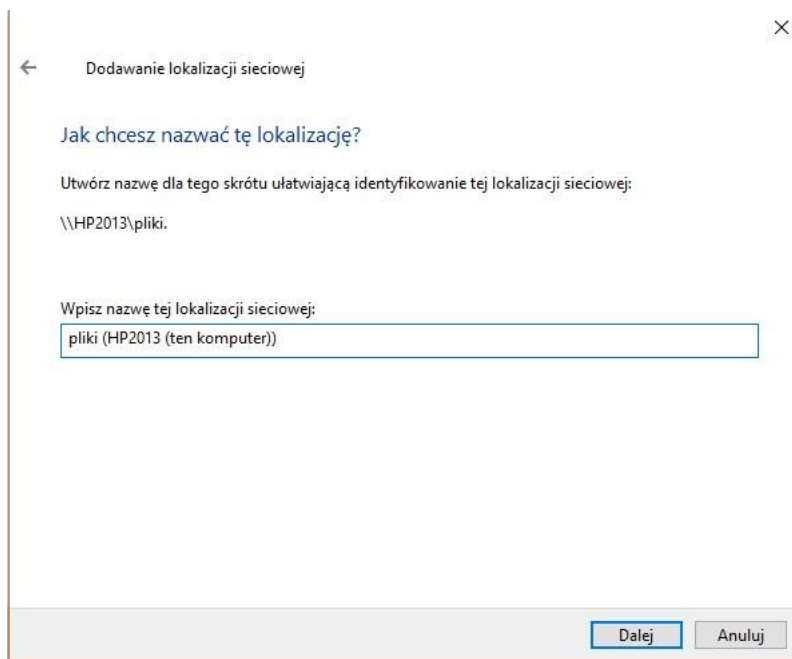 Dodawanie lokalizacji sieciowej
Jak chcesz nazwać tę lokalizację?
Utwórz nazwę dla tego skrótu ułatwiającą identyfikowanie tej lokalizacji sieciowej:
\\HP2013\pliki.
Wpisz nazwę tej lokalizacji sieciowej:
pliki (HP2013 (ten komputer))
Dalej
Anuluj